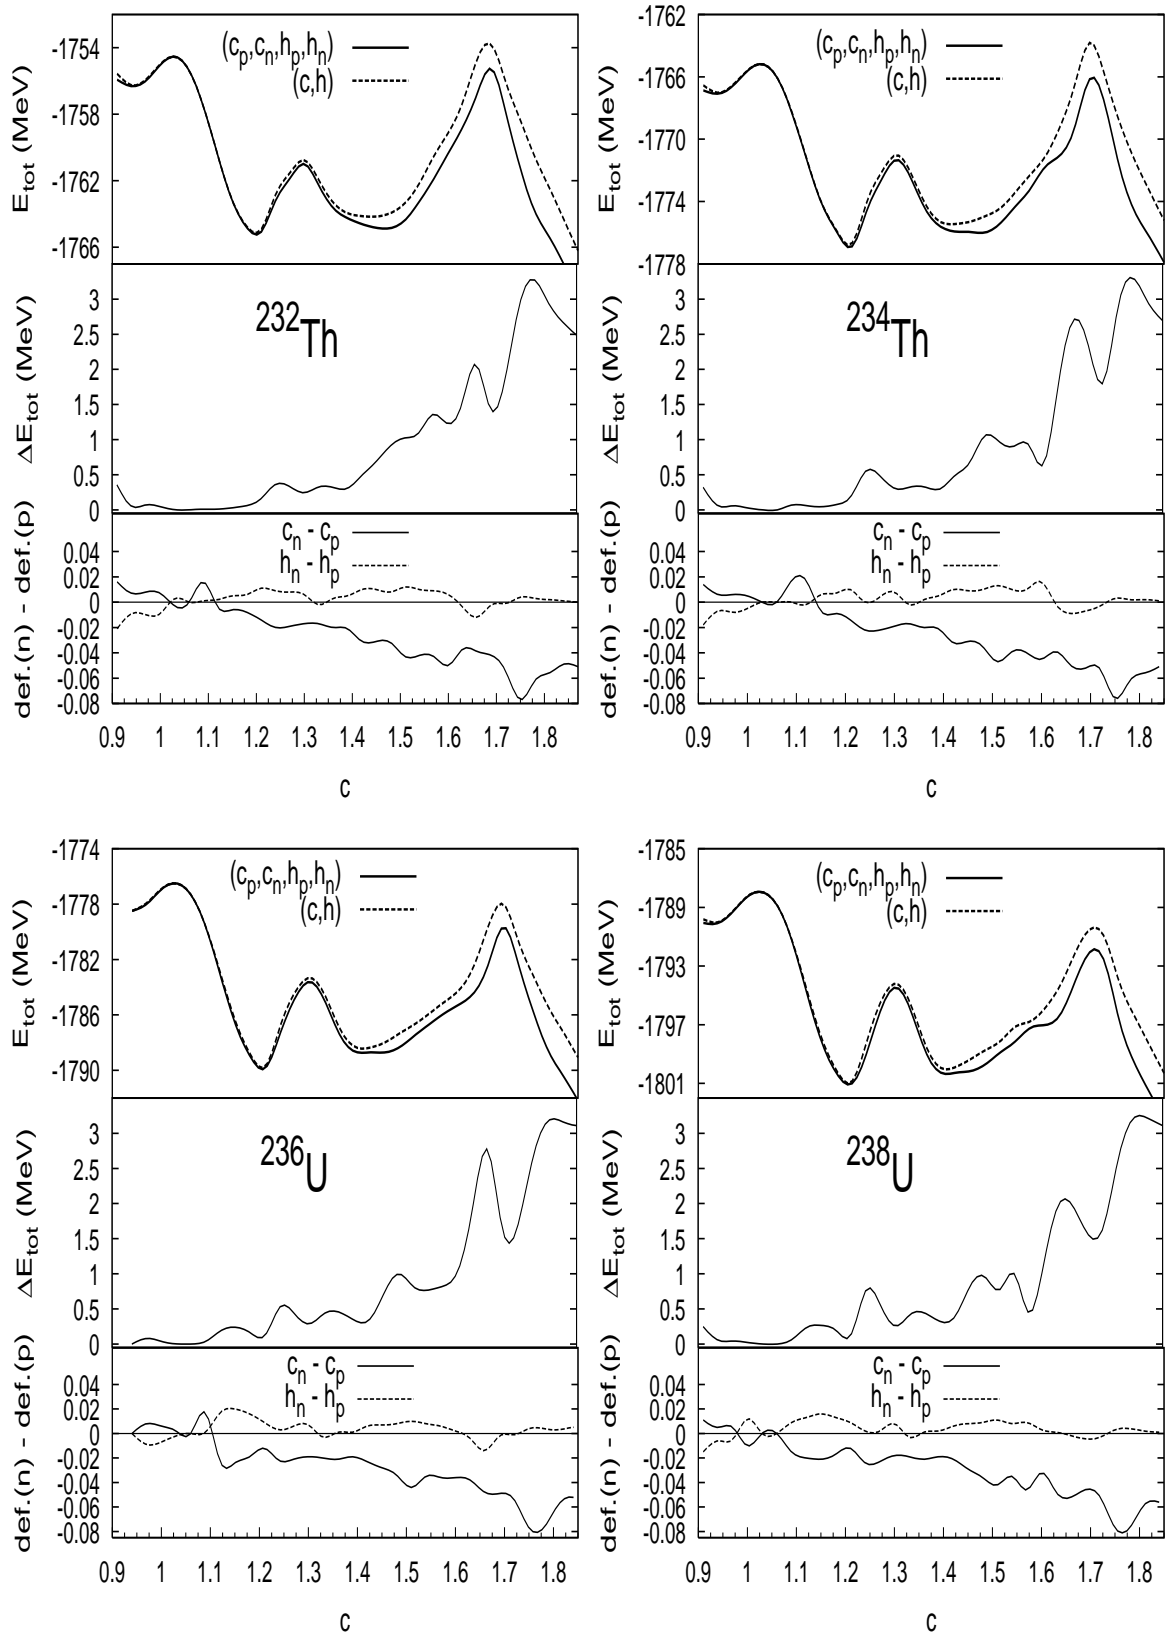 -1754
-1758
-1762
-1766
E_tot (MeV)
(c_p,c_n,h_p,h_n)
(c,h)
3
2.5
2
1.5
1
0.5
0
ΔE_tot (MeV)
232Th
0.04
0.02
0
-0.02
-0.04
-0.06
-0.08
def.(n) - def.(p)
c_n - c_p
h_n - h_p
0.9 1 1.1 1.2 1.3 1.4 1.5 1.6 1.7 1.8
c
-1762
-1766
-1770
-1774
-1778
E_tot (MeV)
(c_p,c_n,h_p,h_n)
(c,h)
3
2.5
2
1.5
1
0.5
0
ΔE_tot (MeV)
234Th
0.04
0.02
0
-0.02
-0.04
-0.06
-0.08
def.(n) - def.(p)
c_n - c_p
h_n - h_p
0.9 1 1.1 1.2 1.3 1.4 1.5 1.6 1.7 1.8
c
-1774
-1778
-1782
-1786
-1790
E_tot (MeV)
(c_p,c_n,h_p,h_n)
(c,h)
3
2
1.5
1
0.5
0
ΔE_tot (MeV)
236U
0.04
0.02
0
-0.02
-0.04
-0.06
-0.08
def.(n) - def.(p)
c_n - c_p
h_n - h_p
0.9 1 1.1 1.2 1.3 1.4 1.5 1.6 1.7 1.8
c
-1785
-1789
-1793
-1797
-1801
E_tot (MeV)
(c_p,c_n,h_p,h_n)
(c,h)
3
2
1.5
1
0.5
0
ΔE_tot (MeV)
238U
0.04
0.02
0
-0.02
-0.04
-0.06
-0.08
def.(n) - def.(p)
c_n - c_p
h_n - h_p
0.9 1 1.1 1.2 1.3 1.4 1.5 1.6 1.7 1.8
c